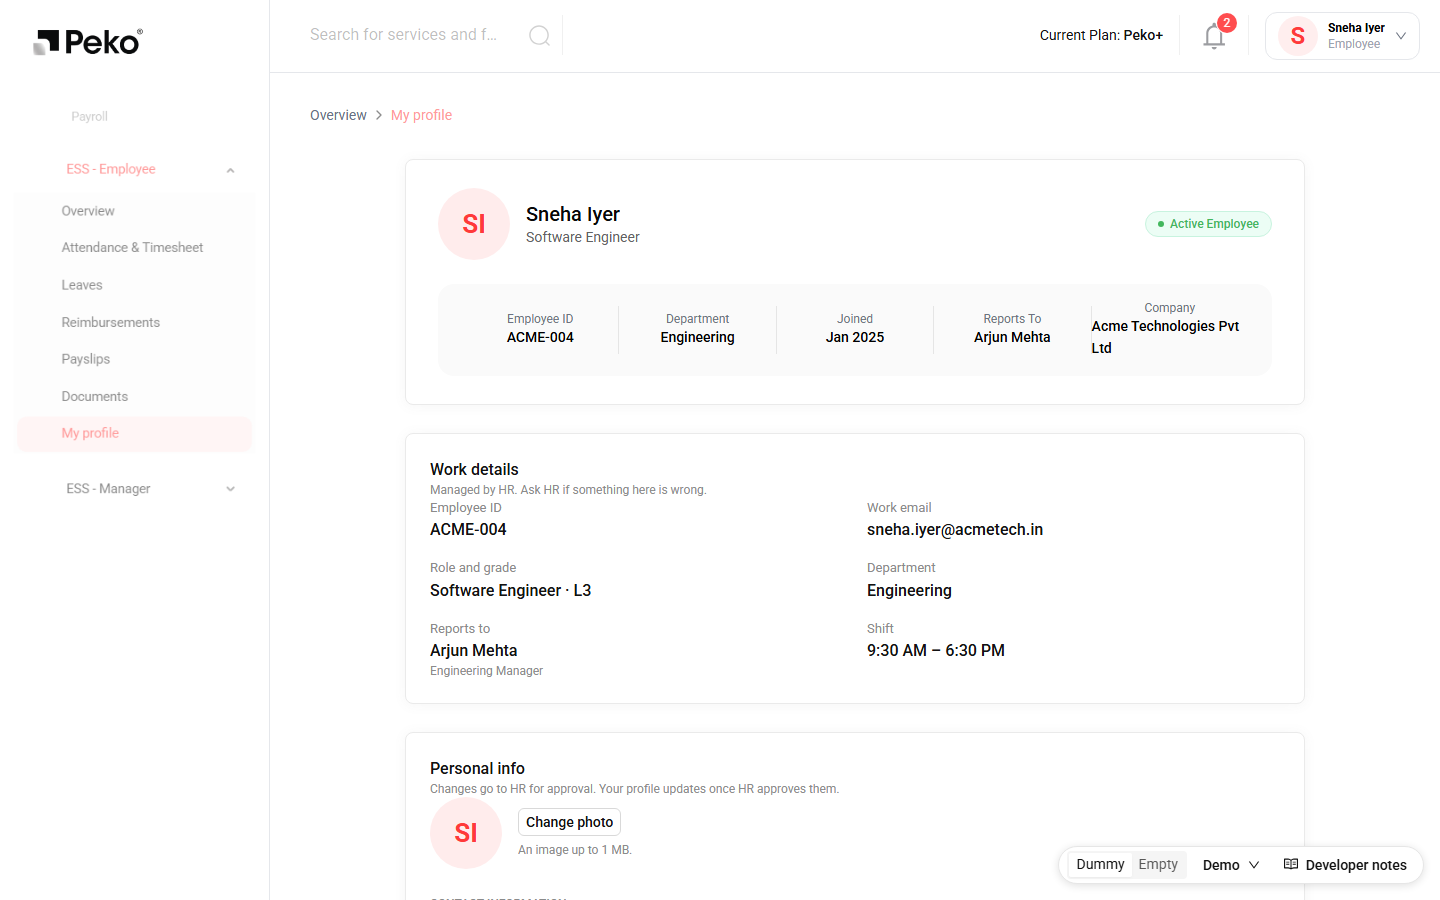 Peko®
Search for services and f...
Current Plan: Peko+
2
S
Sneha Iyer
Employee
Payroll
ESS - Employee
Overview
Attendance & Timesheet
Leaves
Reimbursements
Payslips
Documents
My profile
ESS - Manager
Overview > My profile
SI
Sneha Iyer
Software Engineer
Active Employee
Employee ID
ACME-004
Department
Engineering
Joined
Jan 2025
Reports To
Arjun Mehta
Company
Acme Technologies Pvt
Ltd
Work details
Managed by HR. Ask HR if something here is wrong.
Employee ID
ACME-004
Work email
sneha.iyer@acmetech.in
Role and grade
Software Engineer · L3
Department
Engineering
Reports to
Arjun Mehta
Engineering Manager
Shift
9:30 AM – 6:30 PM
Personal info
Changes go to HR for approval. Your profile updates once HR approves them.
SI
Change photo
An image up to 1 MB.
Dummy
Empty
Demo
Developer notes